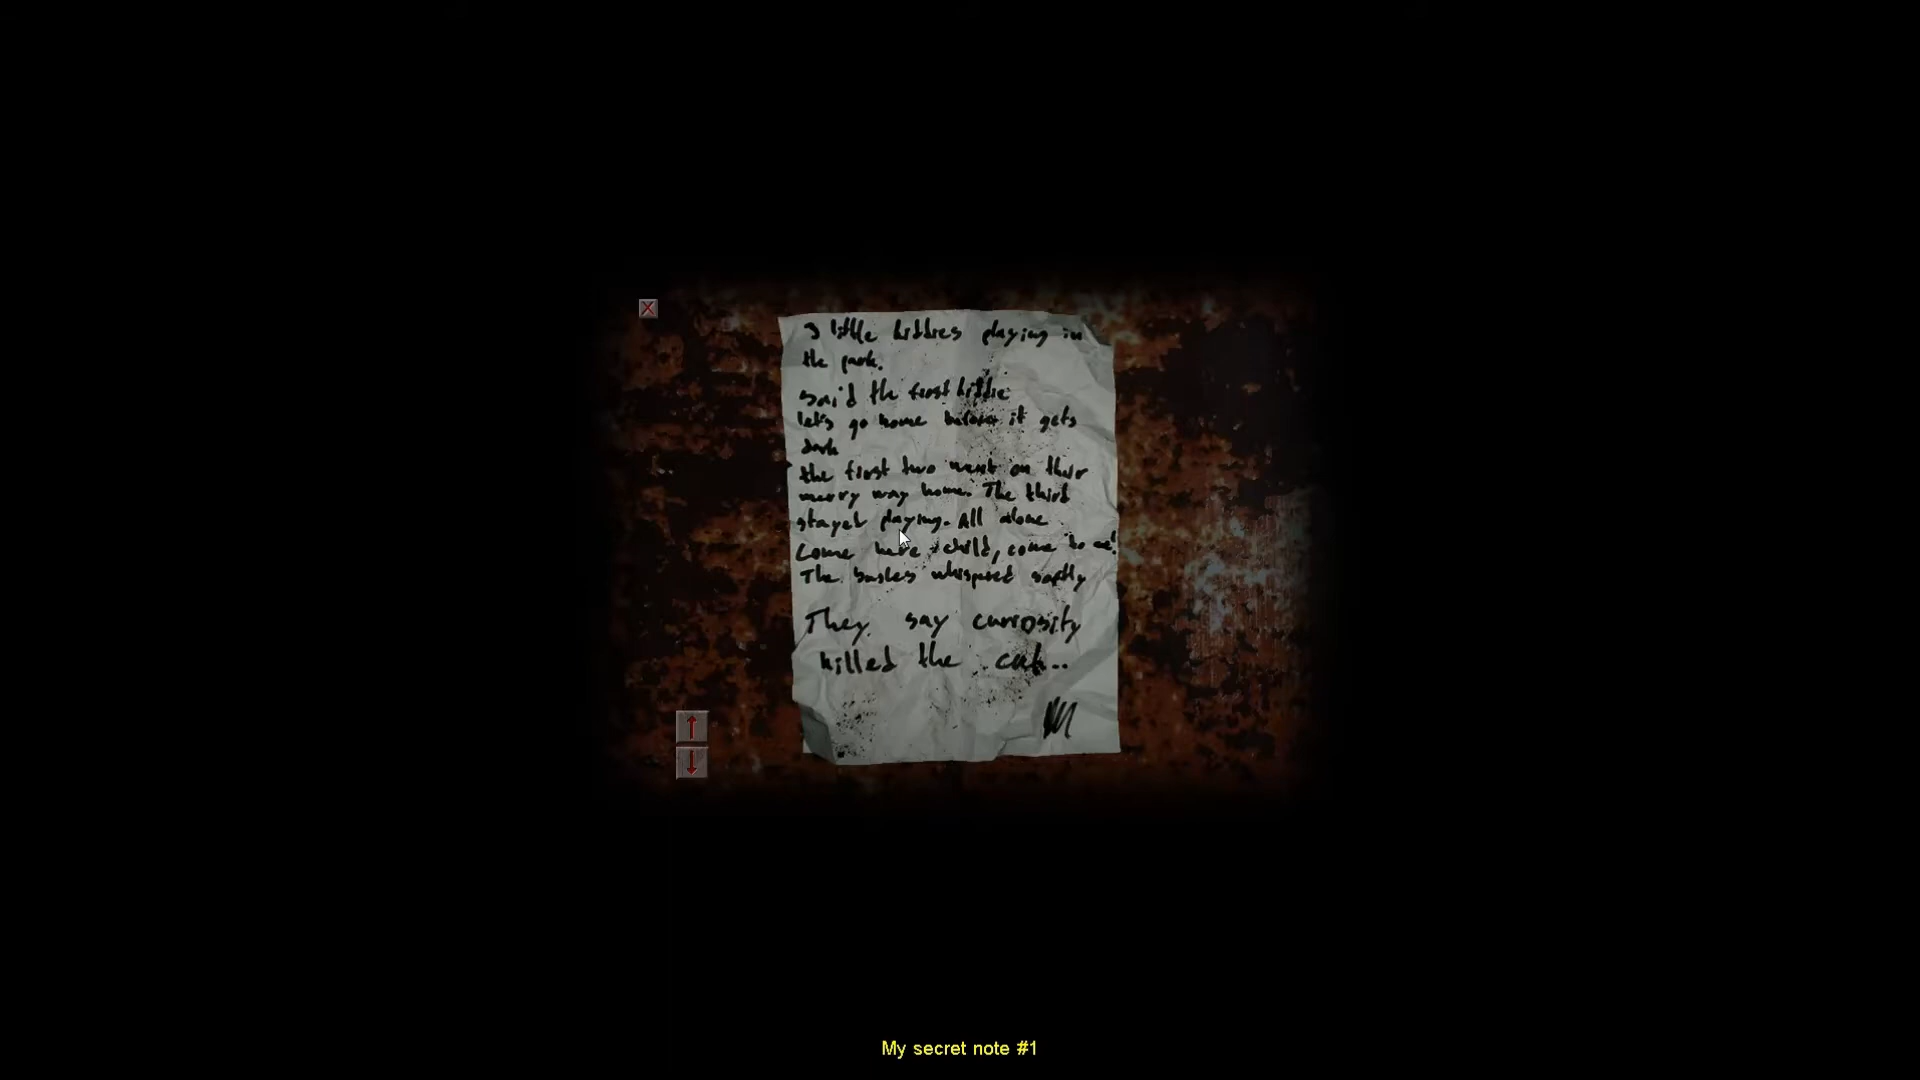 3 little kiddies playing in
the park.
said the first kiddie
let's go home before it gets
dark
the first two went on their
merry way home. The third
stayed playing. All alone
Come here child, come to me!
The bushes whispered softly
They say curiosity
killed the cat..
My secret note #1